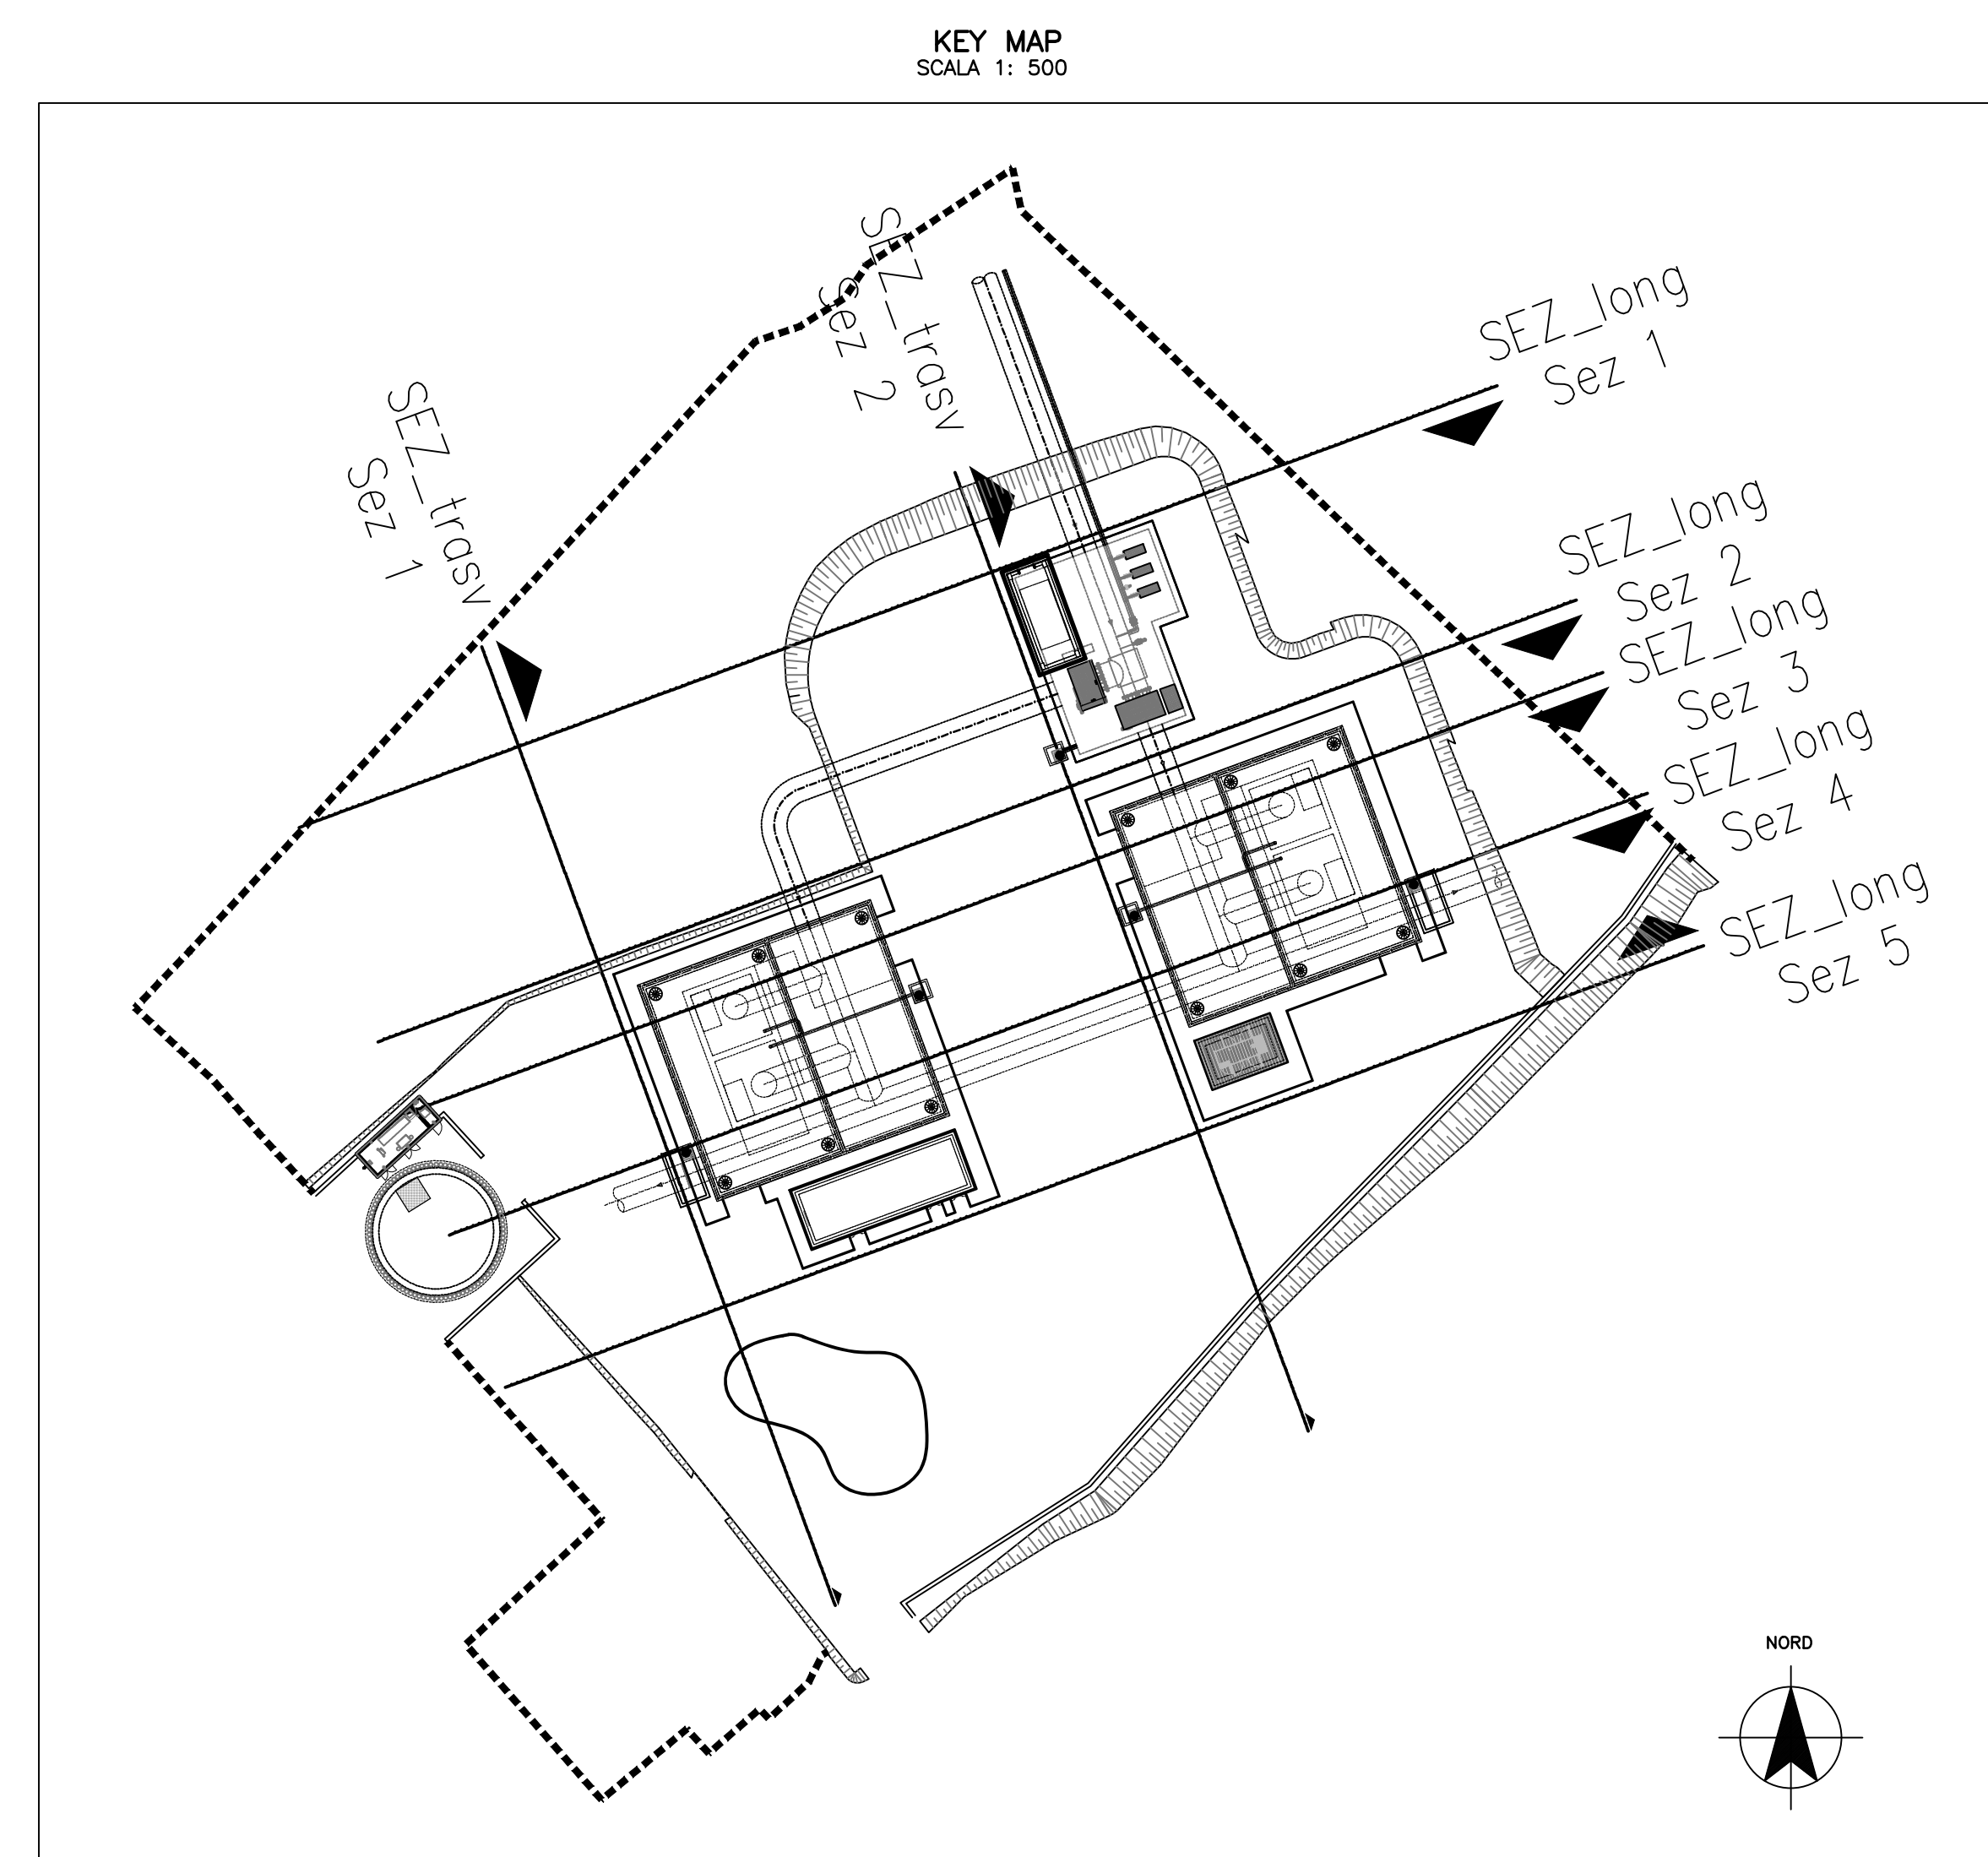 KEY MAP
SCALA 1: 500
SEZ_trasv
Sez 2
SEZ_long
Sez 1
SEZ_trasv
Sez 1
SEZ_long
Sez 2
SEZ_long
Sez 3
SEZ_long
Sez 4
SEZ_long
Sez 5
NORD